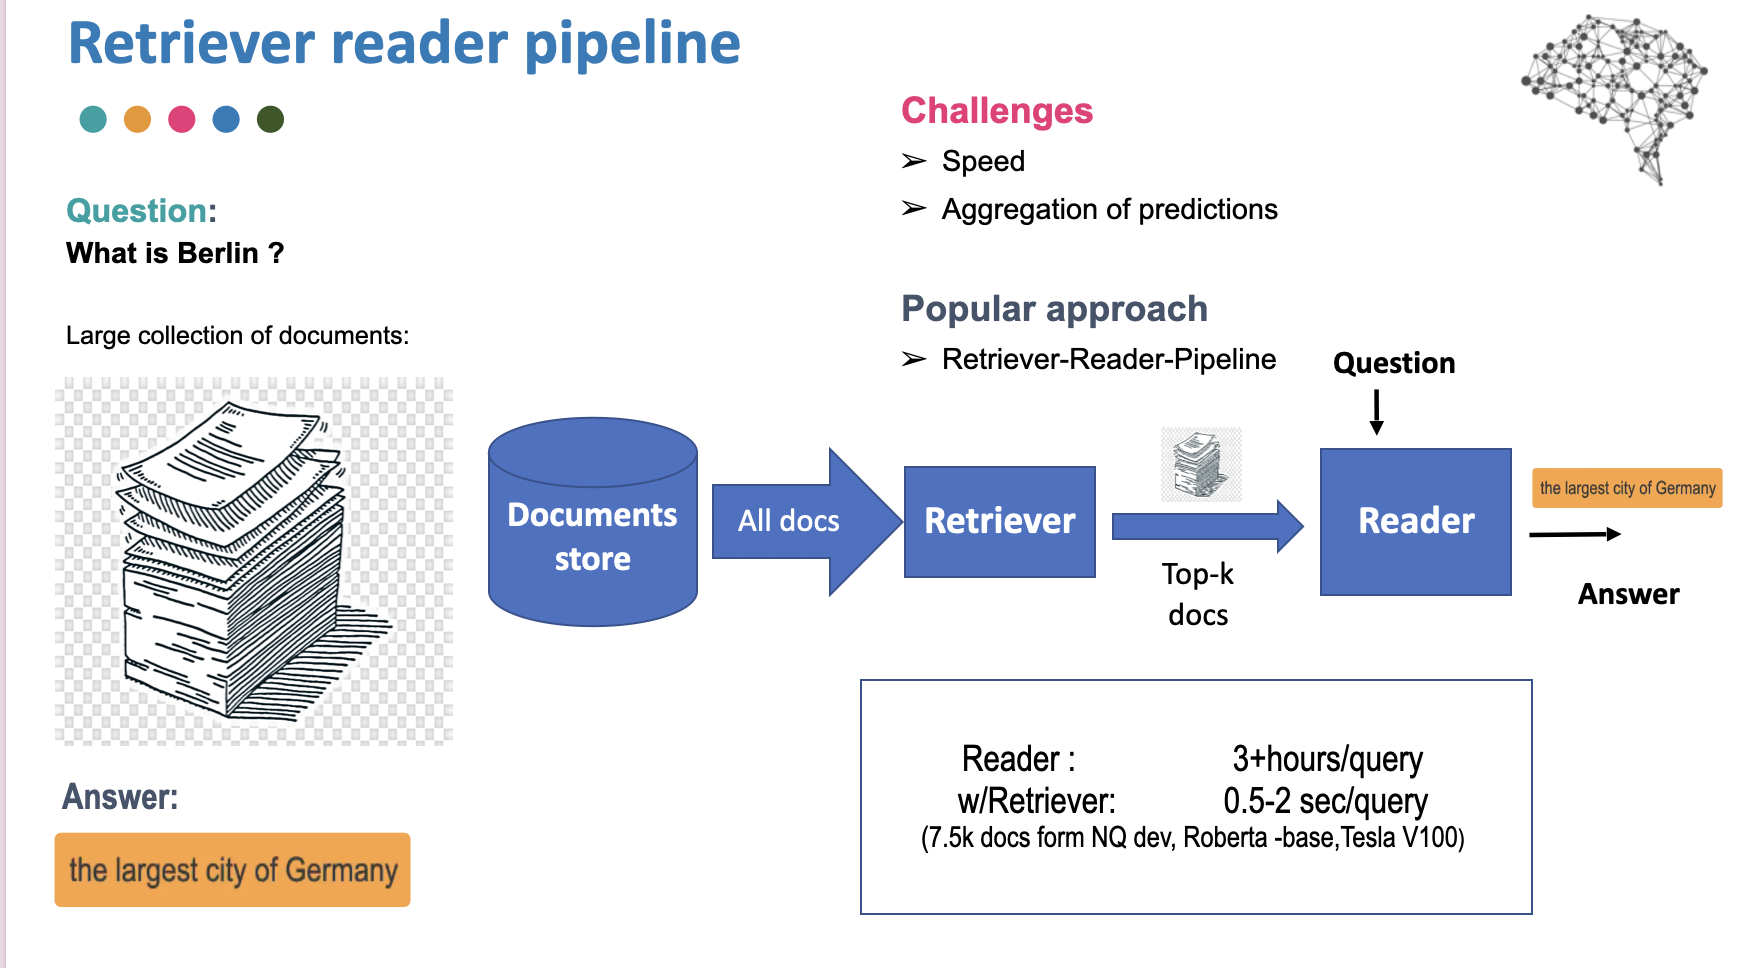 Retriever reader pipeline
Question:
What is Berlin ?
Large collection of documents:
Answer:
the largest city of Germany
Challenges
➢ Speed
➢ Aggregation of predictions
Popular approach
➢ Retriever-Reader-Pipeline
Documents
store
All docs
Retriever
Top-k
docs
Question
Reader
the largest city of Germany
Answer
Reader : 3+hours/query
w/Retriever: 0.5-2 sec/query
(7.5k docs form NQ dev, Roberta -base,Tesla V100)